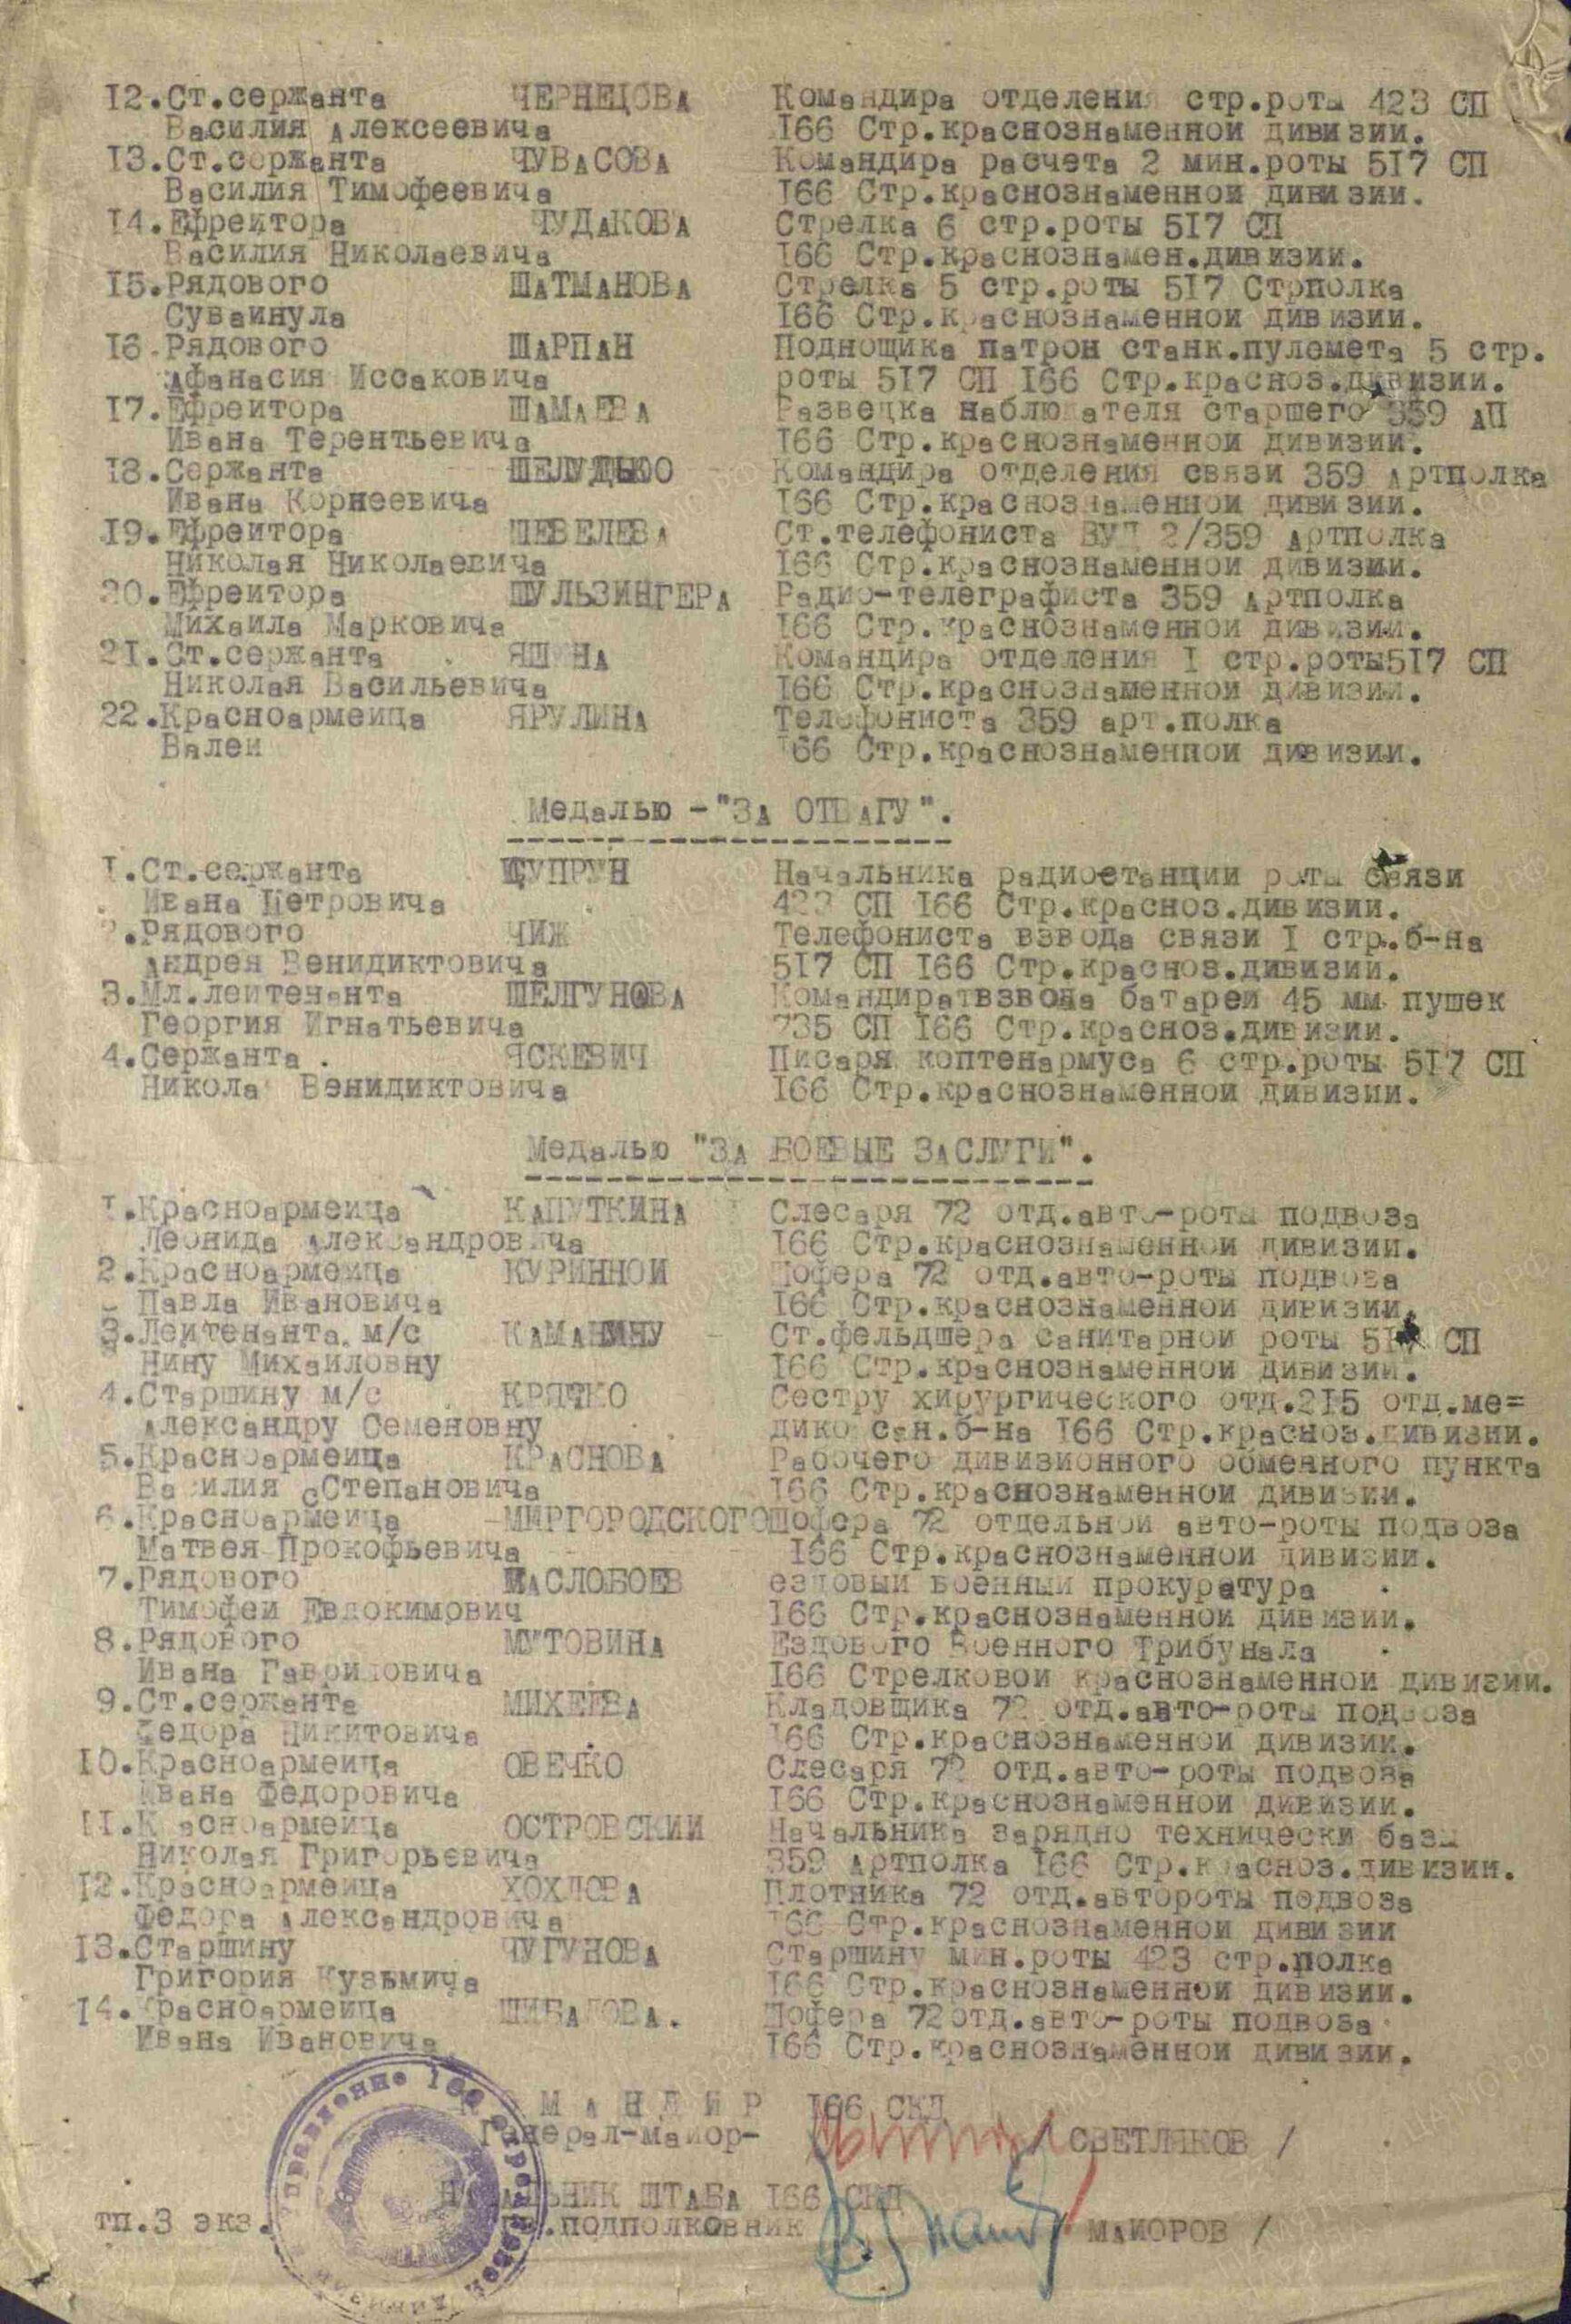 12.Ст.сержанта ЧЕРНЕЦОВА Командира отделения стр.роты 423 СП
Василия Алексеевича 166 Стр.краснознаменной дивизии.
13.Ст.сержанта ЧУВАСОВА Командира расчета 2 мин.роты 517 СП
Василия Тимофеевича 166 Стр.краснознаменной дивизии.
14.Ефрейтора ЧУДАКОВА Стрелка 6 стр.роты 517 СП
Василия Николаевича 166 Стр.краснознамен.дивизии.
15.Рядового ШАТМАНОВА Стрелка 5 стр.роты 517 Стрполка
Сувайнула 166 Стр.краснознаменной дивизии.
16.Рядового ШАРПАН Поднощика патрон станк.пулемета 5 стр.
Афанасия Иссаковича роты 517 СП 166 Стр.красноз.дивизии.
17.Ефрейтора ШАМАЕВА Разведка наблюдателя старшего 359 АП
Ивана Терентьевича 166 Стр.краснознаменной дивизии.
18.Сержанта Командира отделения связи 359 Артполка
Ивана Корнеевича 166 Стр.краснознаменной дивизии.
19.Ефрейтора ШЕВЕЛЕВА Ст.телефониста 2/359 Артполка
Николая Николаевича 166 Стр.краснознаменной дивизии.
20.Ефрейтора ШУЛЬЗИНГЕРА Радио-телеграфиста 359 Артполка
Михаила Марковича 166 Стр.краснознаменной дивизии.
21.Ст.сержанта ЯШИНА Командира отделения I стр.роты517 СП
Николая Васильевича 166 Стр.краснознаменной дивизии.
22.Красноармейца ЯРУЛИНА Телефониста 359 арт.полка
Валей 166 Стр.краснознаменной дивизии.
Медалью -"ЗА ОТВАГУ".
I.Ст.сержанта ЦУПРУН Начальника радиостанции роты связи
Ивана Петровича 423 СП 166 Стр.красноз.дивизии.
2.Рядового ЧИЖ Телефониста взвода связи I стр.б-на
Андрея Венидиктовича 517 СП 166 Стр.красноз.дивизии.
3.Мл.лейтенанта ШЕЛГУНОВА Командира взвода батареи 45 мм пушек
Георгия Игнатьевича 735 СП 166 Стр.красноз.дивизии.
4.Сержанта ЯСКЕВИЧ Писаря коптенармуса 6 стр.роты 517 СП
Никола Венидиктовича 166 Стр.краснознаменной дивизии.
Медалью "ЗА БОЕВЫЕ ЗАСЛУГИ".
I.Красноармейца КАПУТКИНА Слесаря 72 отд.авто-роты подвоза
Леонида Александровича 166 Стр.краснознаменной дивизии.
2.Красноармейца КУРИННОЙ Шофера 72 отд.авто-роты подвоза
Павла Ивановича 166 Стр.краснознаменной дивизии.
3.Лейтенанта м/с КАМАНИНУ Ст.фельдшера санитарной роты 517 СП
Нину Михайловну 166 Стр.краснознаменной дивизии.
4.Старшину м/с КРЯЧКО Сестру хирургического отд.215 отд.ме=
Александру Семеновну дико сан.б-на 166 Стр.красноз.дивизии.
5.Красноармейца КРАСНОВА Рабочего дивизионного обменного пункта
Василия сСтепановича 166 Стр.краснознаменной дивизии.
6.Красноармейца МИРГОРОДСКОГО Шофера 72 отдельной авто-роты подвоза
Матвея Прокофьевича 166 Стр.краснознаменной дивизии.
7.Рядового МАСЛОБОЕВ ездовый военный прокуратура
Тимофей Евдокимович 166 Стр.краснознаменной дивизии.
8.Рядового МУТОВИНА Ездового Военного Трибунала
Ивана Гавриловича 166 Стрелковой краснознаменной дивизии.
9.Ст.сержанта МИХЕЕВА Кладовщика 72 отд.авто-роты подвоза
Федора Никитовича 166 Стр.краснознаменной дивизии.
10.Красноармейца ОВЕЧКО Слесаря 72 отд.авто-роты подвоза
Ивана Федоровича 166 Стр.краснознаменной дивизии.
II.Красноармейца ОСТРОВСКИЙ Начальника зарядно технически базы
Николая Григорьевича 359 Артполка 166 Стр.красноз.дивизии.
12.Красноармейца ХОХЛОВА Плотника 72 отд.автороты подвоза
Федора Александровича 166 Стр.краснознаменной дивизии
13.Старшину ЧУГУНОВА Старшину мин.роты 423 стр.полка
Григория Кузьмича 166 Стр.краснознаменной дивизии.
14.Красноармейца ШИБАЛОВА. Шофера 72отд.авто-роты подвоза
Ивана Ивановича 166 Стр.краснознаменной дивизии.
КОМАНДИР 166 СКД
Генерал-майор- / СВЕТЛЯКОВ /
НАЧАЛЬНИК ШТАБА 166 СКД
тп.3 экз. гв.подполковник / МАЙОРОВ /